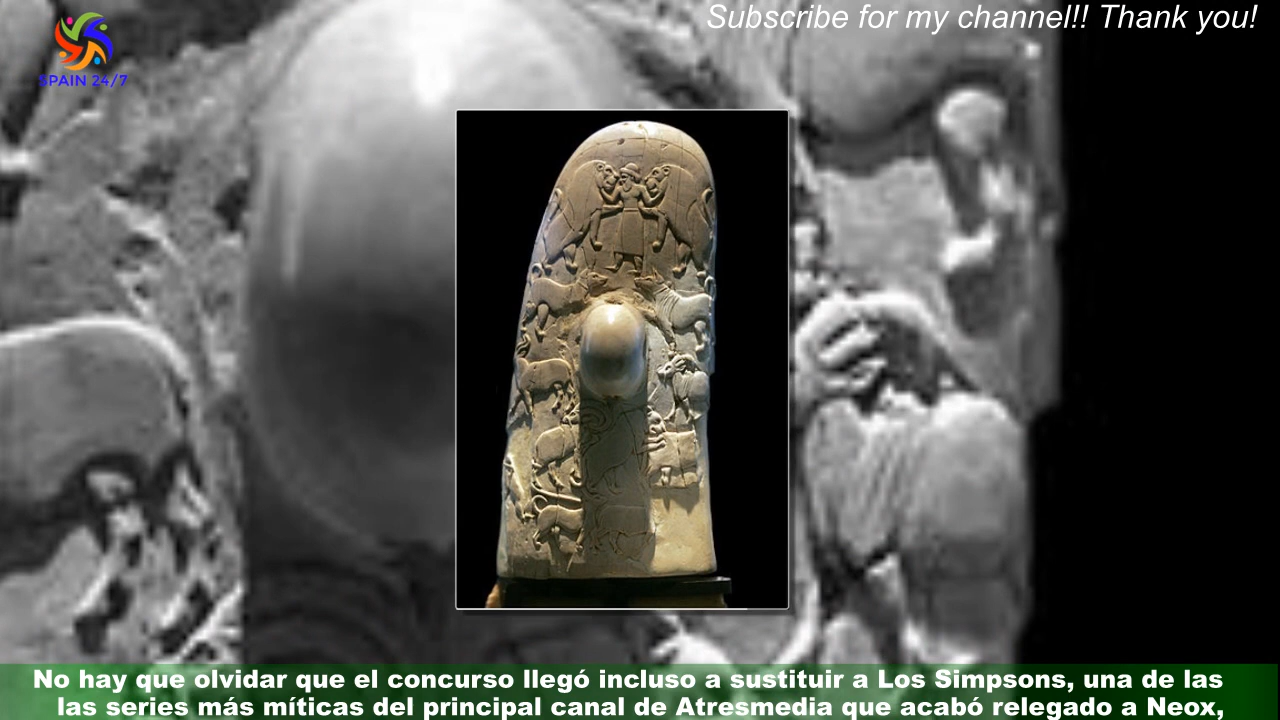 Subscribe for my channel!! Thank you!
SPAIN 24/7
No hay que olvidar que el concurso llegó incluso a sustituir a Los Simpsons, una de las
las series más míticas del principal canal de Atresmedia que acabó relegado a Neox,